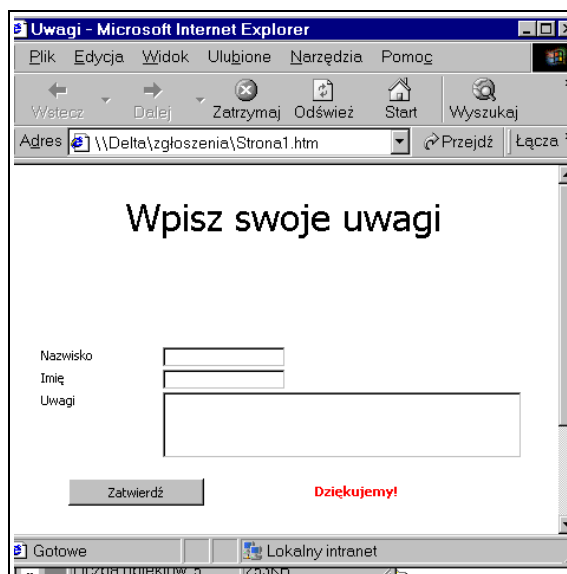 Uwagi - Microsoft Internet Explorer
Plik Edycja Widok Ulubione Narzędzia Pomoc
Wstecz Dalej Zatrzymaj Odśwież Start Wyszukaj
Adres \\Delta\zgłoszenia\Strona1.htm Przejdź Łącza
Wpisz swoje uwagi
Nazwisko
Imię
Uwagi
Zatwierdź Dziękujemy!
Gotowe Lokalny intranet